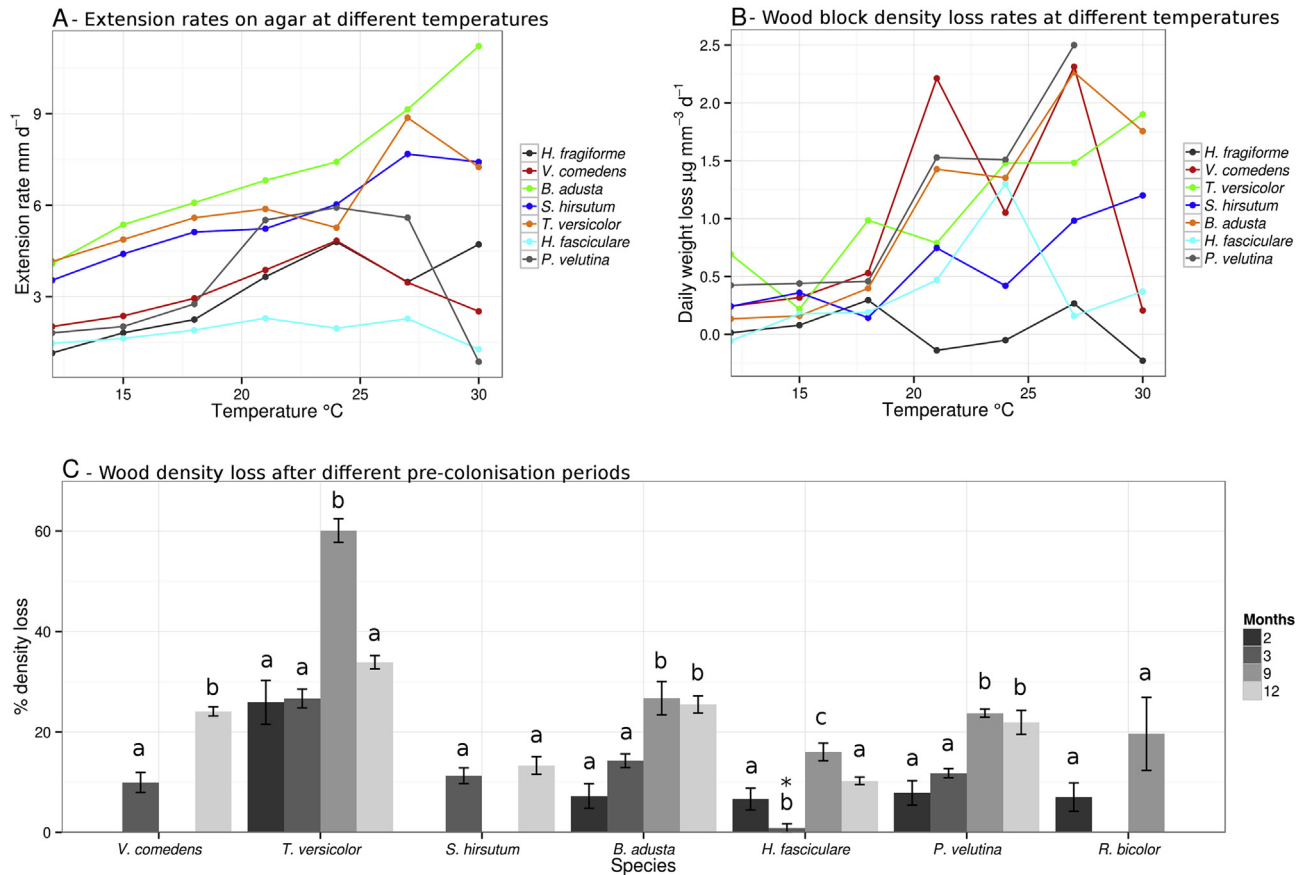 A - Extension rates on agar at different temperatures
Extension rate mm d⁻¹
9
6
3
15
20
25
30
Temperature °C
H. fragiforme
V. comedens
B. adusta
S. hirsutum
T. versicolor
H. fasciculare
P. velutina
B - Wood block density loss rates at different temperatures
Daily weight loss µg mm⁻³ d⁻¹
2.5
2.0
1.5
1.0
0.5
0.0
15
20
25
30
Temperature °C
H. fragiforme
V. comedens
T. versicolor
S. hirsutum
B. adusta
H. fasciculare
P. velutina
C - Wood density loss after different pre-colonisation periods
% density loss
60
40
20
0
a
b
a
a
b
a
a
a
a
a
b
b
a
*
b
c
a
a
a
b
b
a
a
V. comedens
T. versicolor
S. hirsutum
B. adusta
H. fasciculare
P. velutina
R. bicolor
Species
Months
2
3
9
12